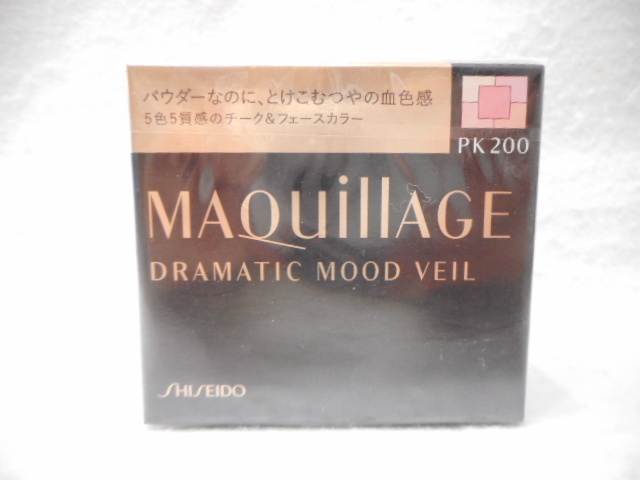 パウダーなのに、とけこむつやの血色感
5色5質感のチーク&フェースカラー
PK200
MAQuillAGE
DRAMATIC MOOD VEIL
SHISEIDO